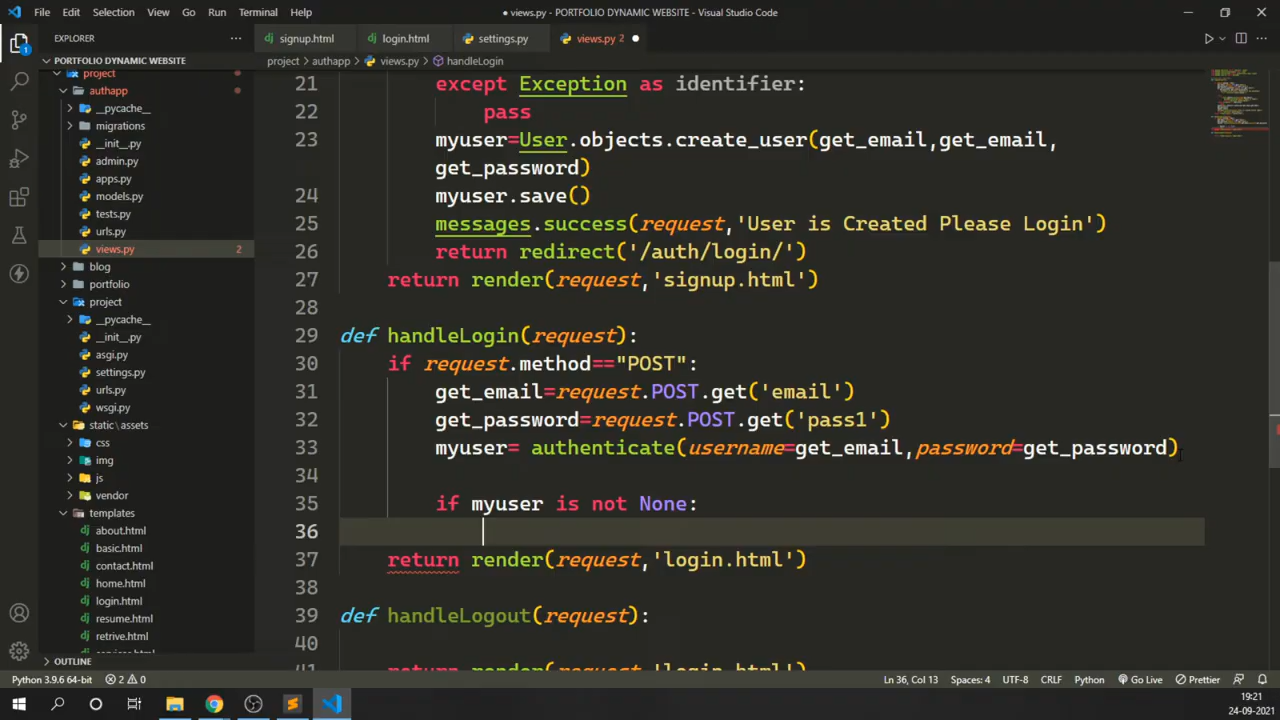 File Edit Selection View Go Run Terminal Help
● views.py - PORTFOLIO DYNAMIC WEBSITE - Visual Studio Code
EXPLORER
signup.html
login.html
settings.py
views.py 2
PORTFOLIO DYNAMIC WEBSITE
project > authapp > views.py > handleLogin
project
authapp
__pycache__
migrations
__init__.py
admin.py
apps.py
models.py
tests.py
urls.py
views.py 2
blog
portfolio
project
__pycache__
__init__.py
asgi.py
settings.py
urls.py
wsgi.py
static\assets
css
img
js
vendor
templates
about.html
basic.html
contact.html
home.html
login.html
resume.html
retrive.html
OUTLINE
21 except Exception as identifier:
22 pass
23 myuser=User.objects.create_user(get_email,get_email,
get_password)
24 myuser.save()
25 messages.success(request,'User is Created Please Login')
26 return redirect('/auth/login/')
27 return render(request,'signup.html')
28
29 def handleLogin(request):
30 if request.method=="POST":
31 get_email=request.POST.get('email')
32 get_password=request.POST.get('pass1')
33 myuser= authenticate(username=get_email,password=get_password)
34
35 if myuser is not None:
36
37 return render(request,'login.html')
38
39 def handleLogout(request):
40
41 return render(request,'login.html')
Python 3.9.6 64-bit 2 0 Ln 36, Col 13 Spaces: 4 UTF-8 CRLF Python Go Live Prettier
19:21
24-09-2021